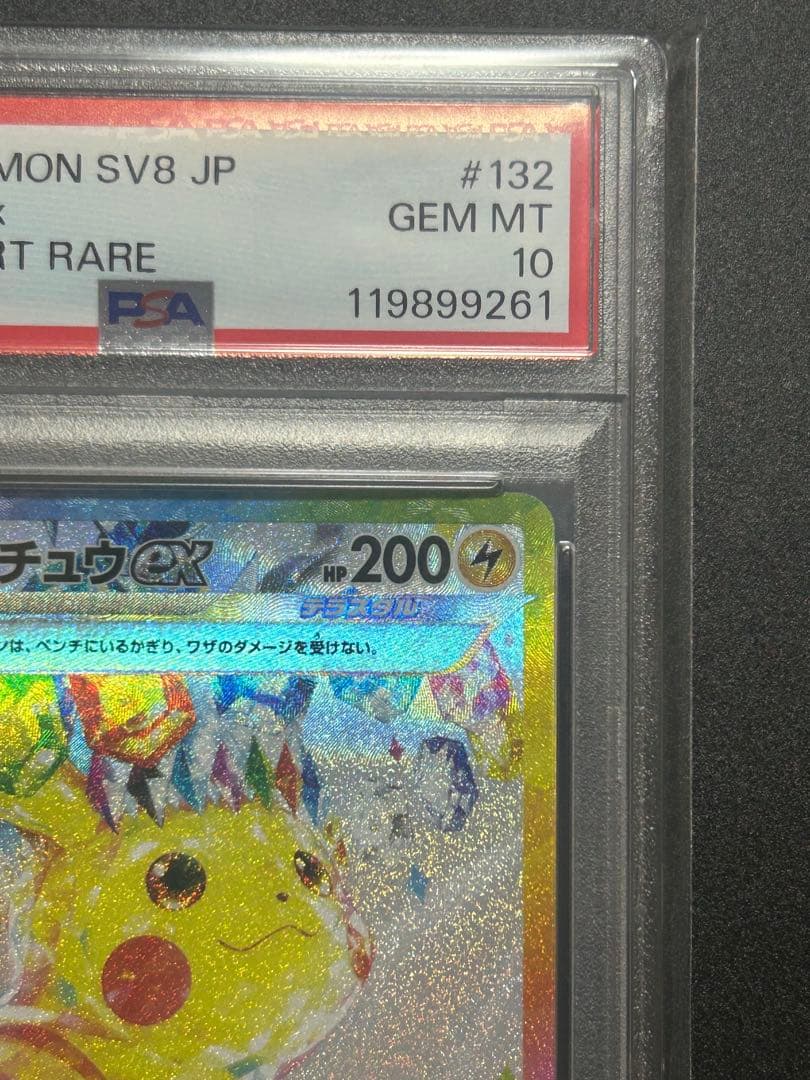 MON SV8 JP
#132
x
GEM MT
RT RARE
10
PSA
119899261
チュウex
HP200
テラスタル
ンは、ベンチにいるかぎり、ワザのダメージを受けない。